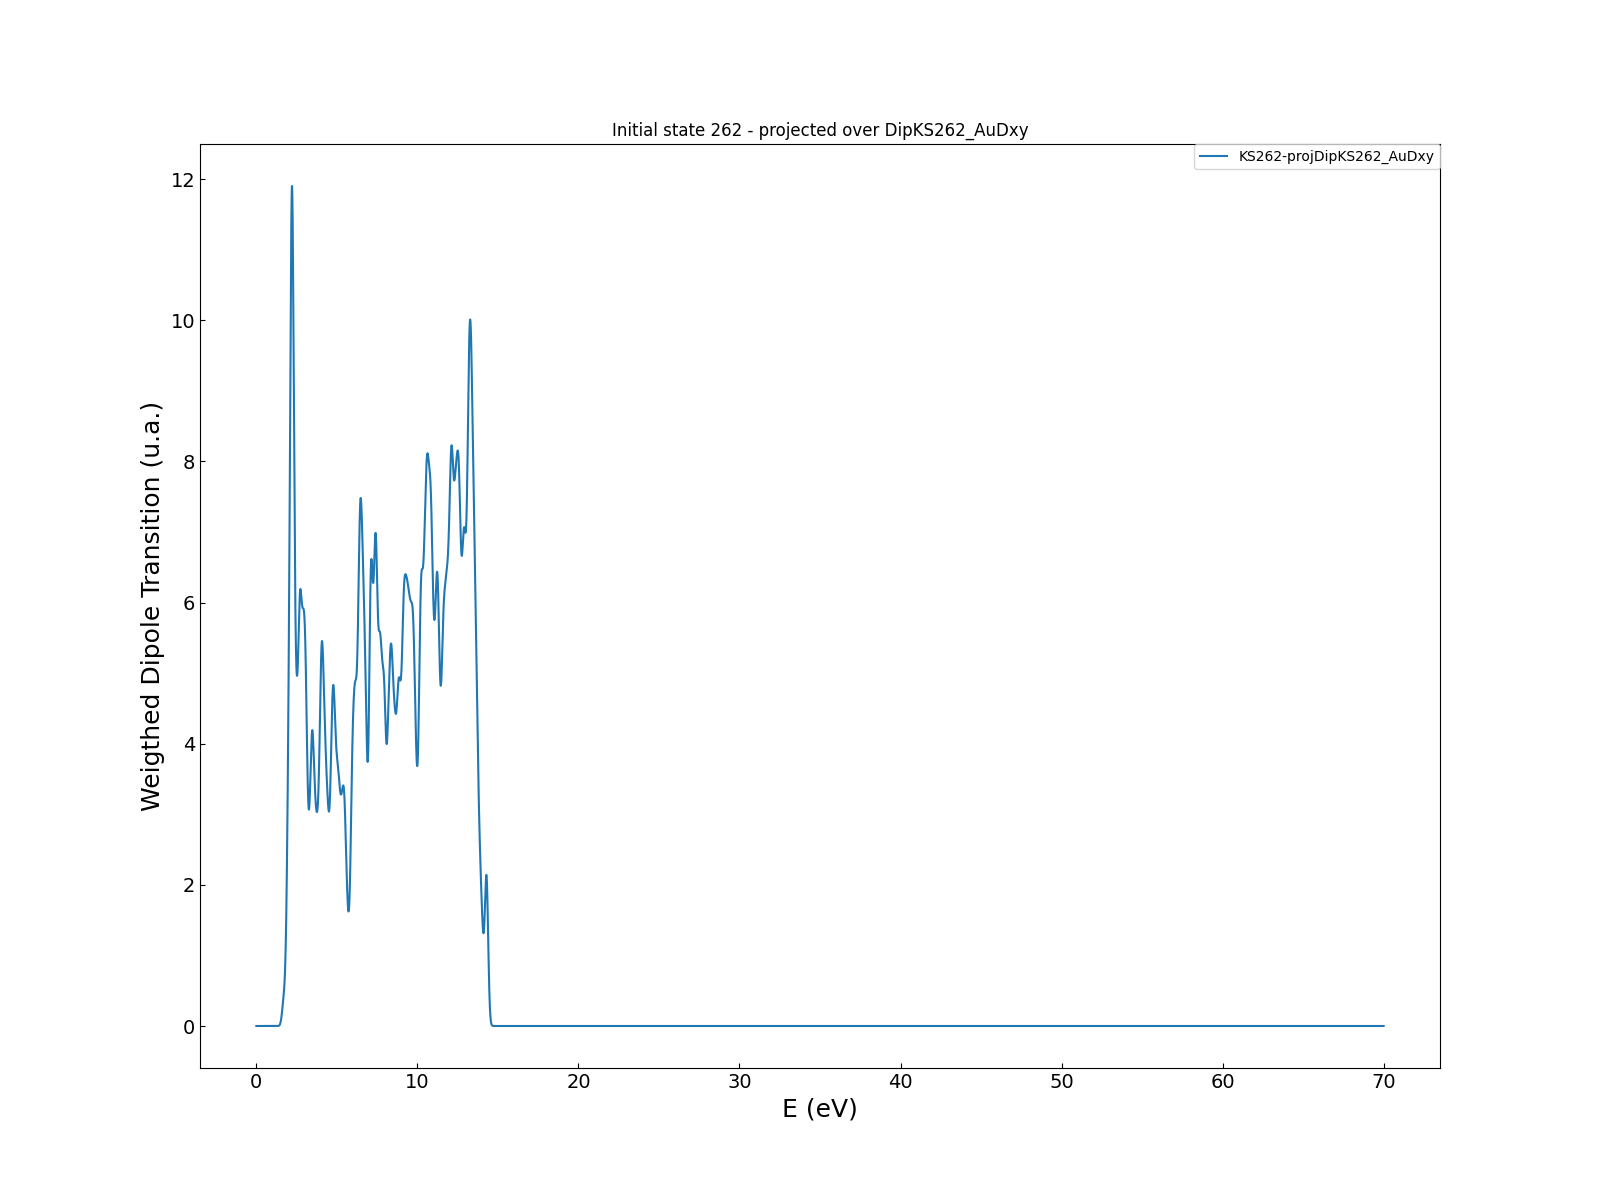 Initial state 262 - projected over DipKS262_AuDxy
KS262-projDipKS262_AuDxy
Weigthed Dipole Transition (u.a.)
12
10
8
6
4
2
0
0 10 20 30 40 50 60 70
E (eV)